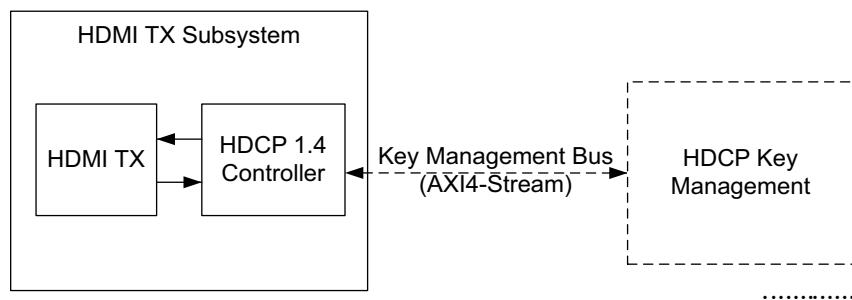 HDMI TX Subsystem
HDMI TX
HDCP 1.4
Controller
Key Management Bus
(AXI4-Stream)
HDCP Key
Management